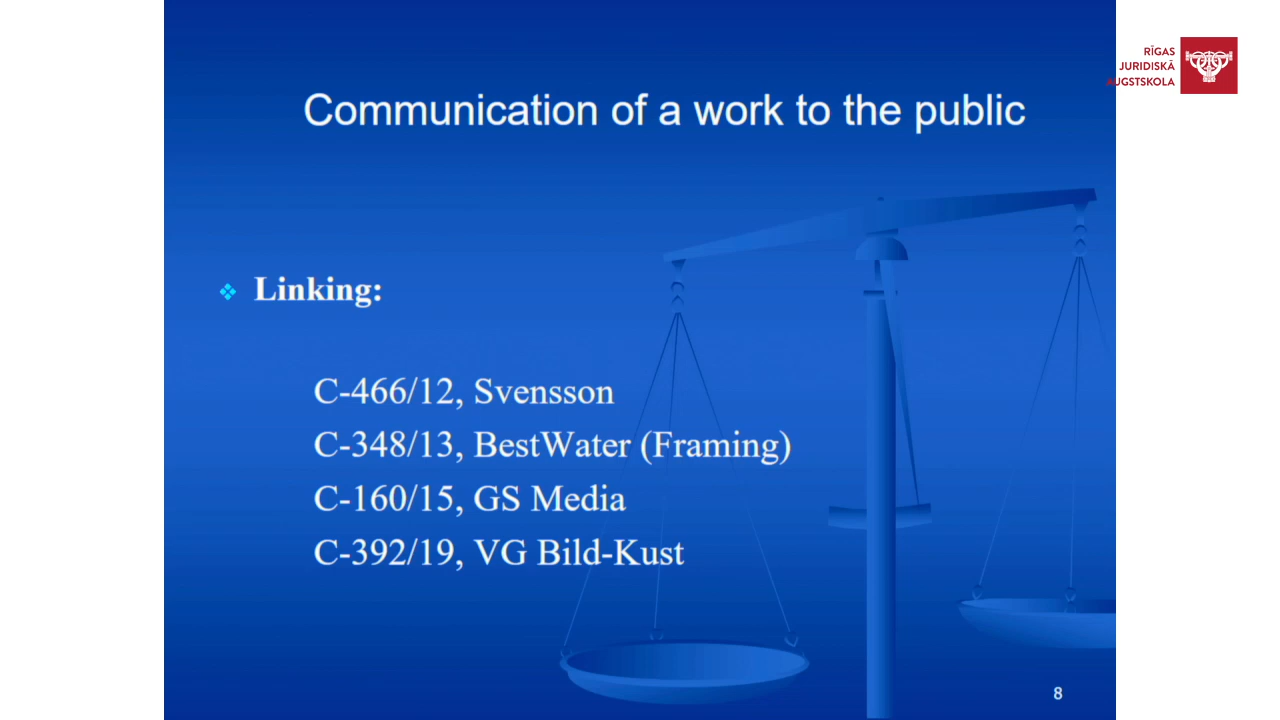 RĪGAS
JURIDISKĀ
AUGSTSKOLA
Communication of a work to the public
Linking:
C-466/12, Svensson
C-348/13, BestWater (Framing)
C-160/15, GS Media
C-392/19, VG Bild-Kust
8